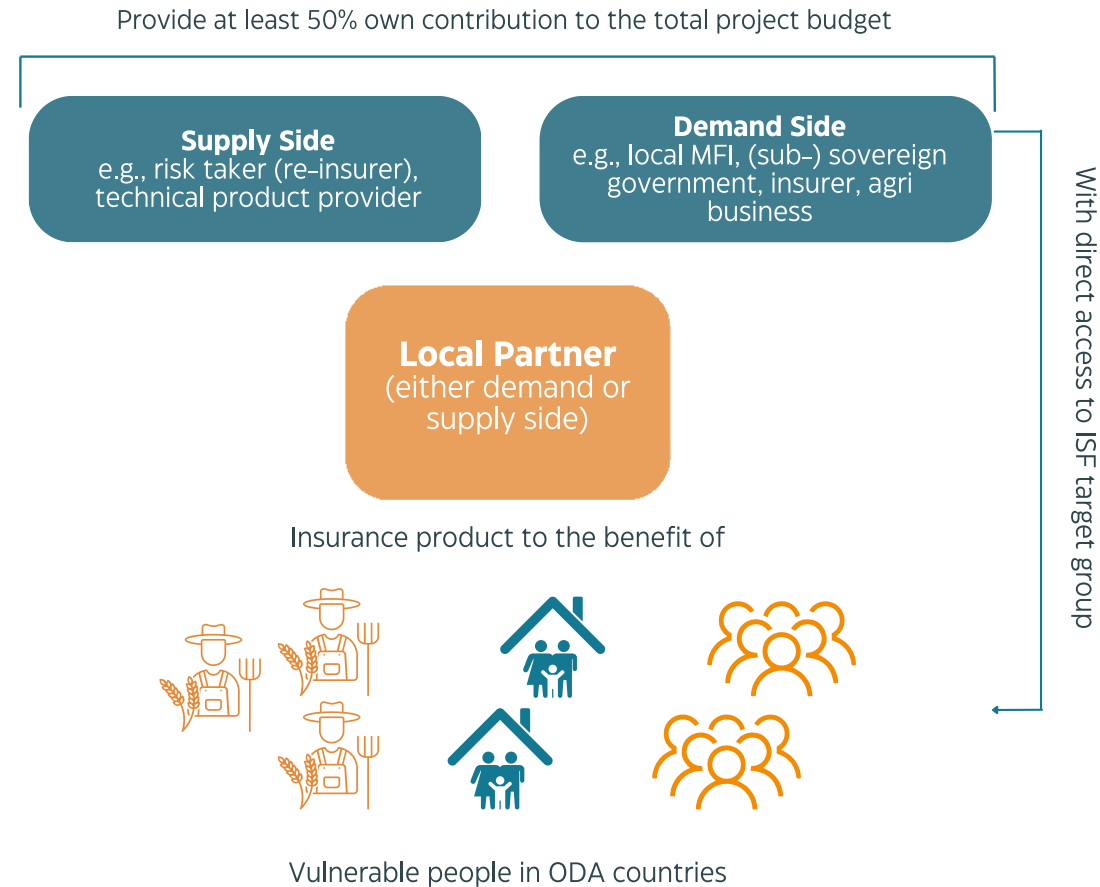 Provide at least 50% own contribution to the total project budget
Supply Side
e.g., risk taker (re-insurer),
technical product provider
Demand Side
e.g., local MFI, (sub-) sovereign
government, insurer, agri
business
With direct access to ISF target group
Local Partner
(either demand or
supply side)
Insurance product to the benefit of
Vulnerable people in ODA countries